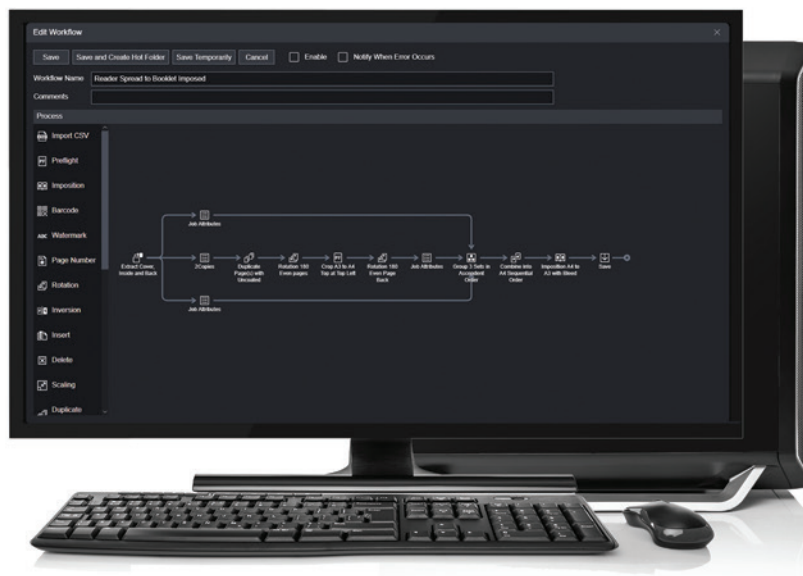 Edit Workflow
Save Save and Create Hot Folder Save Temporarily Cancel Enable Notify When Error Occurs
Workflow Name Reader Spread to Booklet Imposed
Comments
Process
Import CSV
Preflight
Imposition
Barcode
ABC Watermark
Page Number
Rotation
Inversion
Insert
Delete
Scaling
Duplicate
Job Attributes
Extract Cover,
Inside and Back
2Copies
Duplicate
Page(s) with
Uncoated
Rotation 180
Even pages
Crop A3 to A4
Top at Top Left
Rotation 180
Even Page
Back
Job Attributes
Group 3 Sets in
Order
Combine into
A4 Sequential
Order
Imposition A4 to
A3 with Bleed
Save
Job Attributes